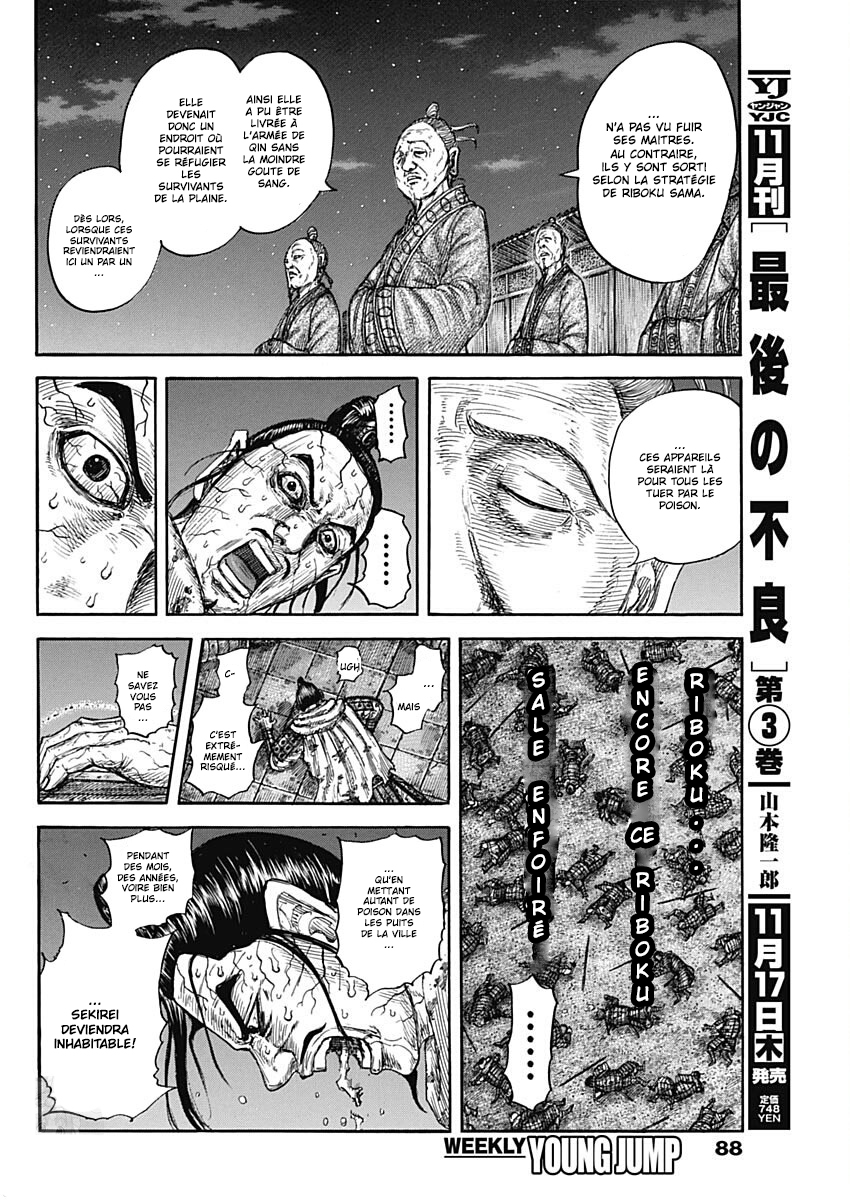 ...
N'A PAS VU FUIR
SES MAITRES.
AU CONTRAIRE,
ILS Y SONT SORTI
SELON LA STRATÉGIE
DE RIBOKU SAMA.
AINSI ELLE
A PU ÊTRE
LIVRÉE À
L'ARMÉE DE
QIN SANS
LA MOINDRE
GOUTE DE
SANG.
ELLE
DEVENAIT
DONC UN
ENDROIT OÙ
POURRAIENT
SE RÉFUGIER
LES
SURVIVANTS
DE LA PLAINE.
DÈS LORS,
LORSQUE CES
SURVIVANTS
REVIENDRAIENT
ICI UN PAR UN
...
...
CES APPAREILS
SERAIENT LÀ
POUR TOUS LES
TUER PAR LE
POISON.
.....
.....
RIBOKU...
ENCORE CE RIBOKU
SALE ENFOIRÉ
......
...
MAIS
UGH
C-
C'EST
EXTRÊ-
MEMENT
RISQUÉ...
NE
SAVEZ
VOUS
PAS
...
...
QU'EN
METTANT
AUTANT DE
POISON DANS
LES PUITS
DE LA VILLE
...
PENDANT
DES MOIS,
DES ANNÉES,
VOIRE BIEN
PLUS...
...
SEKIREI
DEVIENDRA
INHABITABLE!
YJ
ヤンジャン
YJC
11月刊
[最後の不良]第③巻
山本隆一郎
11月17日木発売
定価
748
YEN
WEEKLY YOUNG JUMP 88